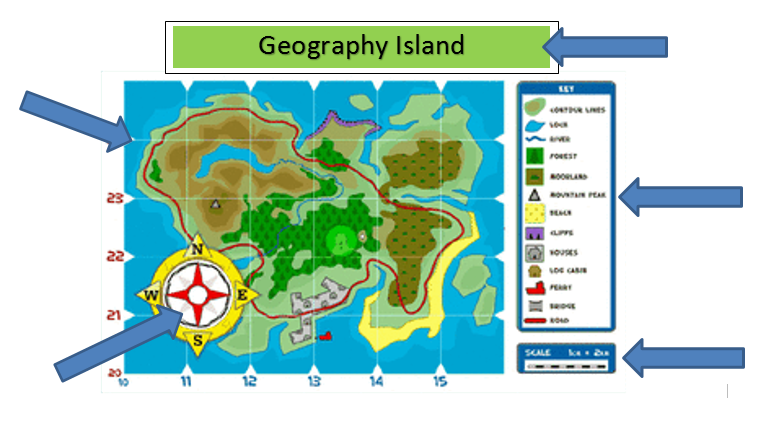 Geography Island
23
22
21
20
10 11 12 13 14 15
N
W E
S
KEY
CONTOUR LINES
LOCH
RIVER
FOREST
MOORLAND
MOUNTAIN PEAK
BEACH
CLIFFS
HOUSES
LOG CABIN
FERRY
BRIDGE
ROAD
SCALE 1CM = 2KM